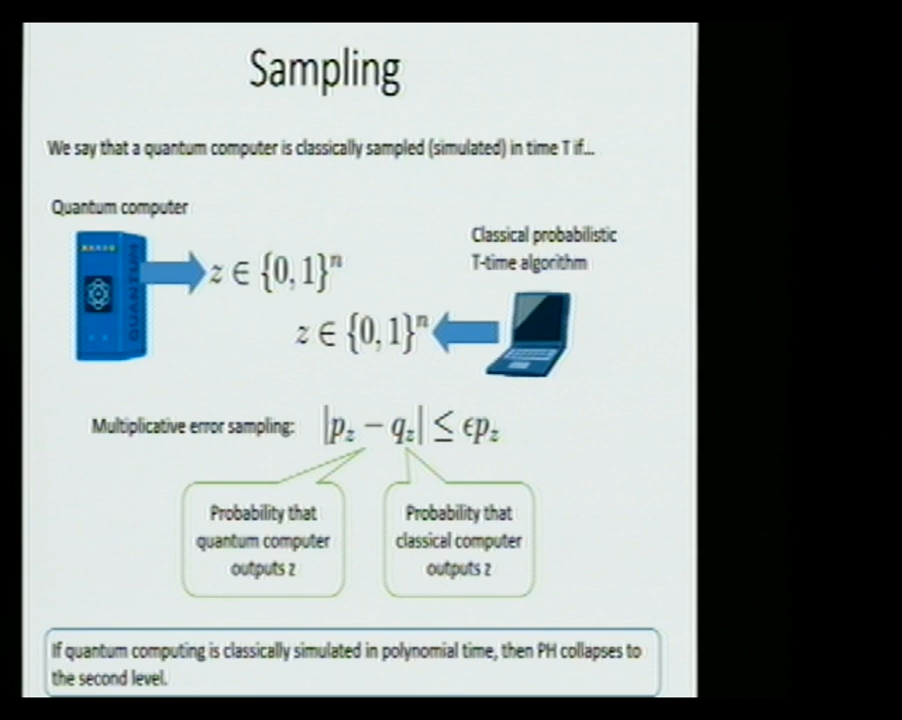 Sampling
We say that a quantum computer is classically sampled (simulated) in time T if...
Quantum computer
Classical probabilistic
T-time algorithm
QUANTUM
z ∈ {0, 1}^n
z ∈ {0, 1}^n
Multiplicative error sampling: |p_z − q_z| ≤ ϵp_z
Probability that
quantum computer
outputs z
Probability that
classical computer
outputs z
If quantum computing is classically simulated in polynomial time, then PH collapses to
the second level.